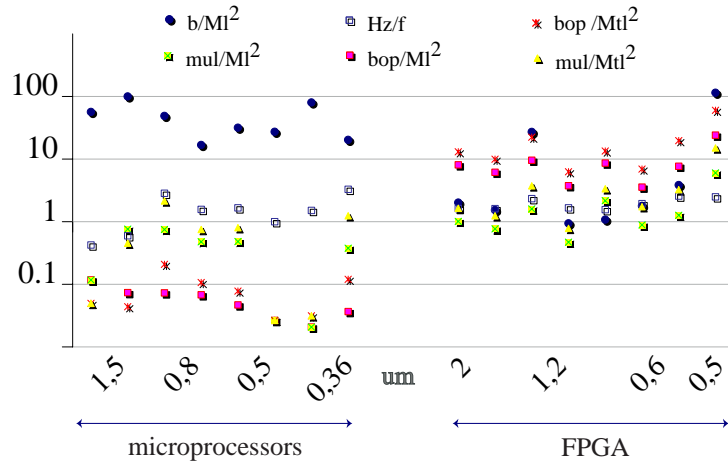 b/Ml² Hz/f bop /Mtl²
mul/Ml² bop/Ml² mul/Mtl²
100
10
1
0.1
1,5 0,8 0,5 0,36 um 2 1,2 0,6 0,5
microprocessors FPGA